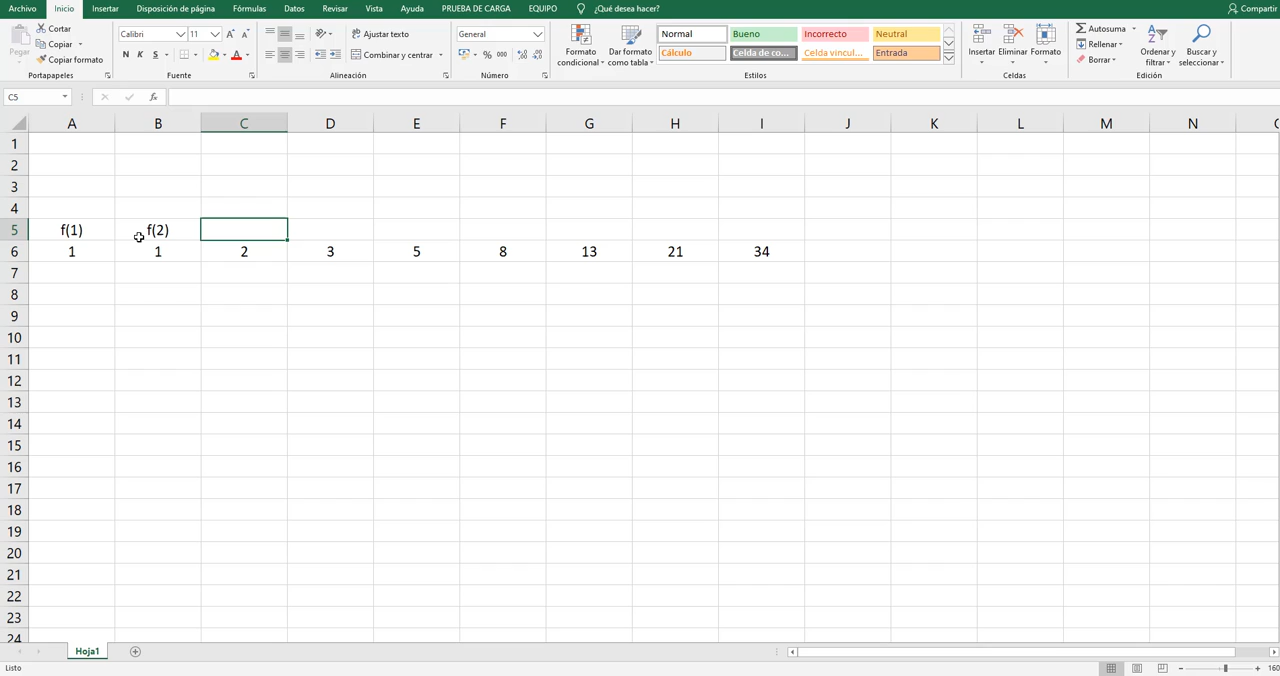 Archivo Inicio Insertar Disposición de página Fórmulas Datos Revisar Vista Ayuda PRUEBA DE CARGA EQUIPO ¿Qué desea hacer? Compartir
Pegar
Cortar
Copiar
Copiar formato
Portapapeles
Calibri 11
N K S
Fuente
Ajustar texto
Combinar y centrar
Alineación
General
% 000
Número
Formato condicional
Dar formato como tabla
Normal Bueno Incorrecto Neutral
Cálculo Celda de co... Celda vincul... Entrada
Estilos
Insertar Eliminar Formato
Celdas
Autosuma
Rellenar
Borrar
Ordenar y filtrar
Buscar y seleccionar
Edición
C5 fx
A B C D E F G H I J K L M N
1
2
3
4
5 f(1) f(2)
6 1 1 2 3 5 8 13 21 34
7
8
9
10
11
12
13
14
15
16
17
18
19
20
21
22
23
24
Hoja1
Listo 160